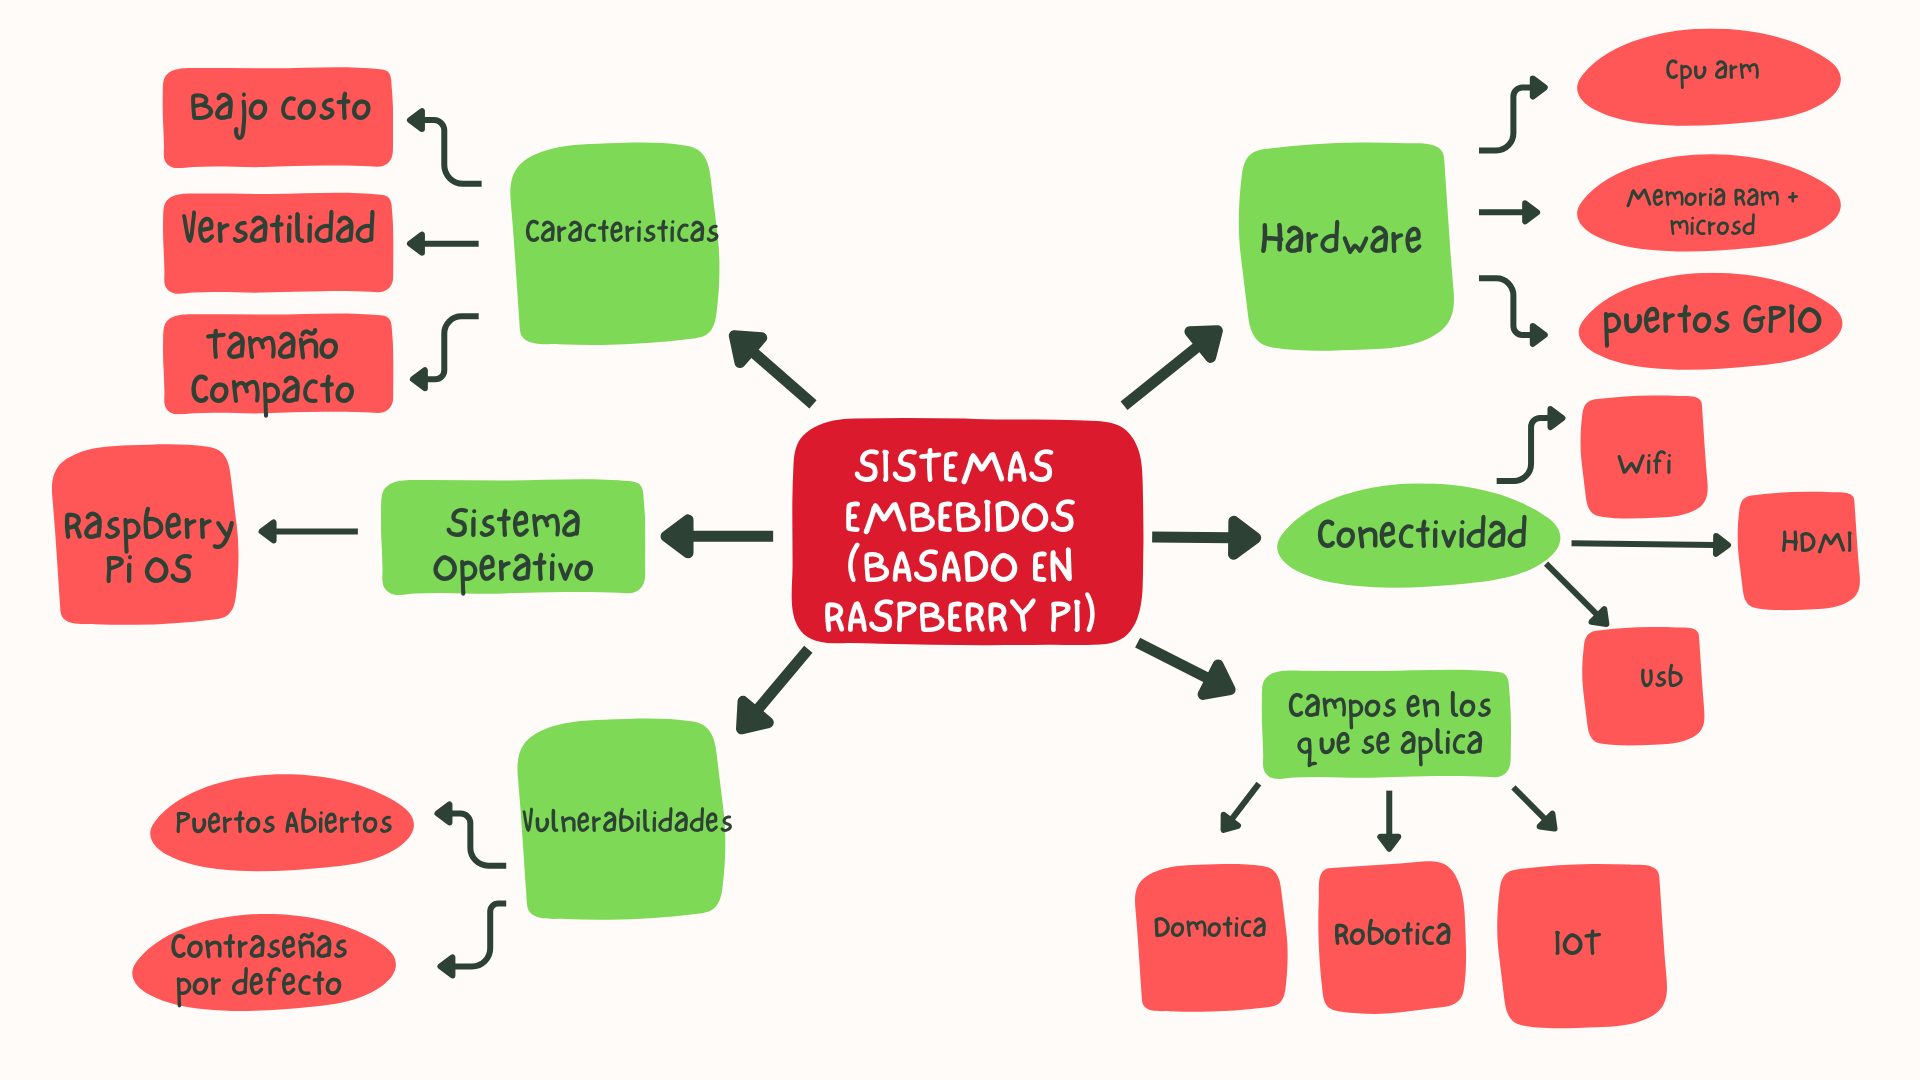 SISTEMAS
EMBEBIDOS
(BASADO EN
RASPBERRY PI)
Caracteristicas
Bajo costo
Versatilidad
Tamaño
Compacto
Sistema
Operativo
Raspberry
Pi OS
Vulnerabilidades
Puertos Abiertos
Contraseñas
por defecto
Hardware
Cpu arm
Memoria Ram +
microsd
puertos GPIO
Conectividad
Wifi
HDMI
usb
Campos en los
que se aplica
Domotica
Robotica
IOT